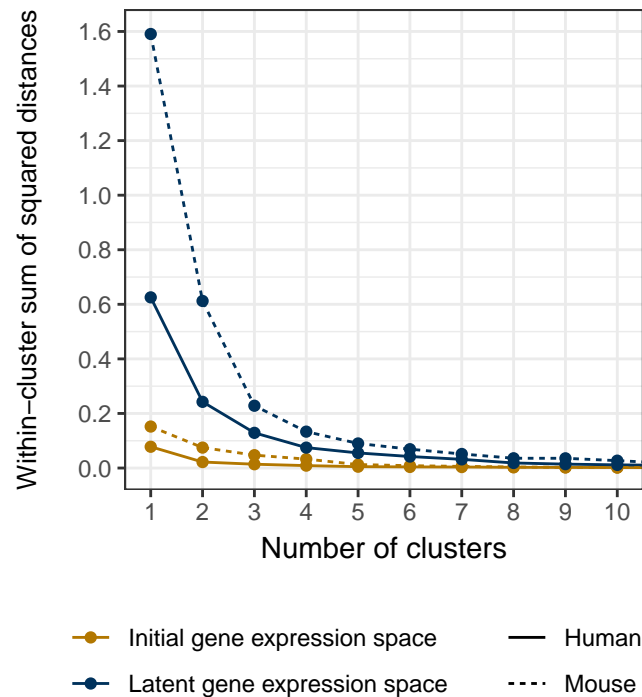 Within−cluster sum of squared distances
1.6
1.4
1.2
1.0
0.8
0.6
0.4
0.2
0.0
1 2 3 4 5 6 7 8 9 10
Number of clusters
Initial gene expression space Human
Latent gene expression space Mouse